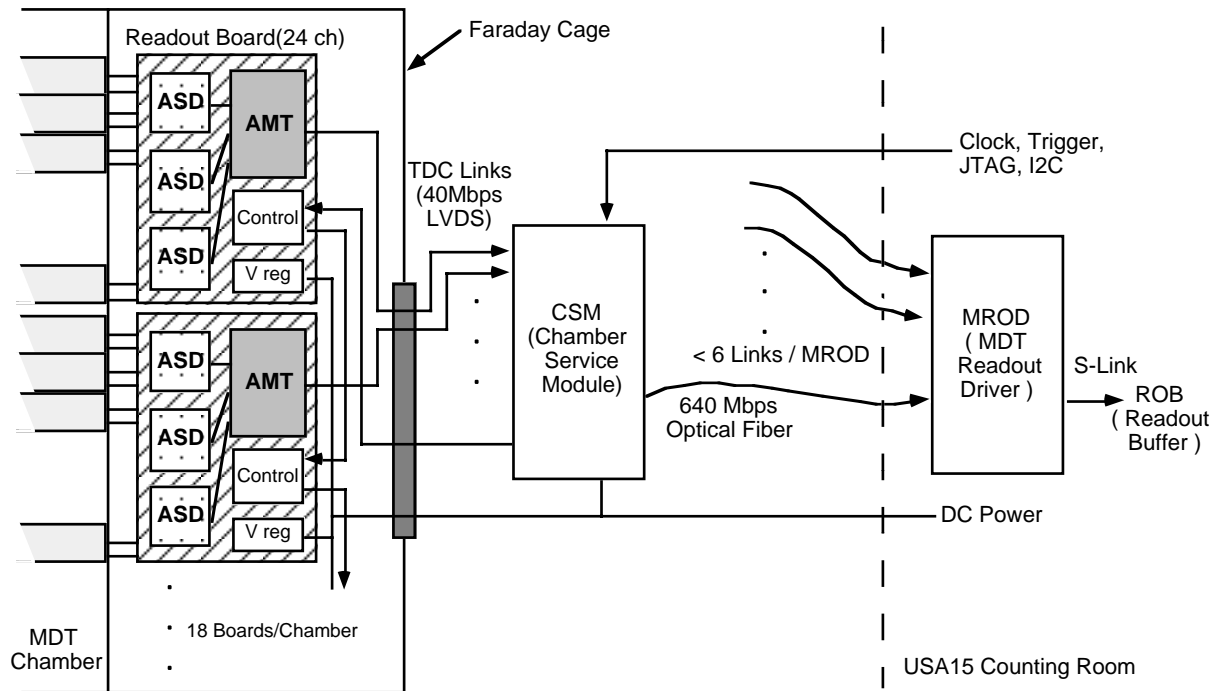 Readout Board(24 ch)
Faraday Cage
ASD
AMT
ASD
Control
ASD
V reg
ASD
AMT
ASD
Control
ASD
V reg
18 Boards/Chamber
MDT
Chamber
TDC Links
(40Mbps
LVDS)
CSM
(Chamber
Service
Module)
Clock, Trigger,
JTAG, I2C
< 6 Links / MROD
640 Mbps
Optical Fiber
MROD
( MDT
Readout
Driver )
S-Link
ROB
( Readout
Buffer )
DC Power
USA15 Counting Room